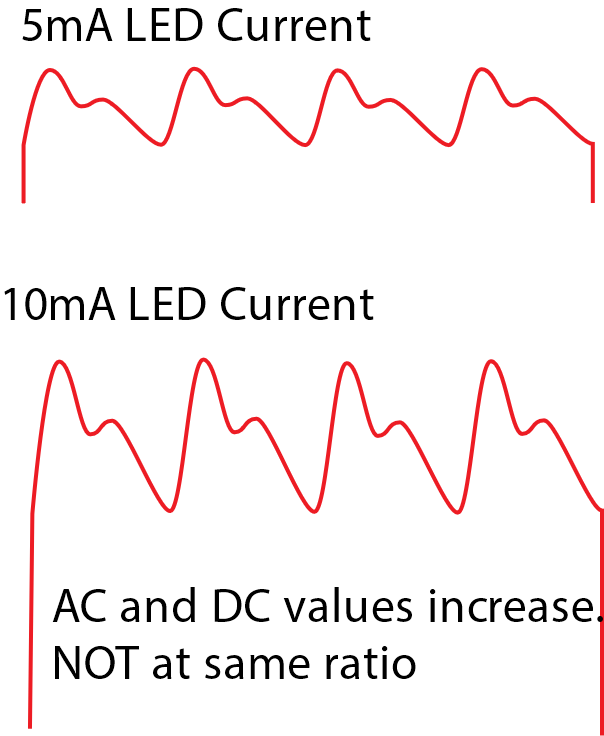 5mA LED Current
10mA LED Current
AC and DC values increase.
NOT at same ratio